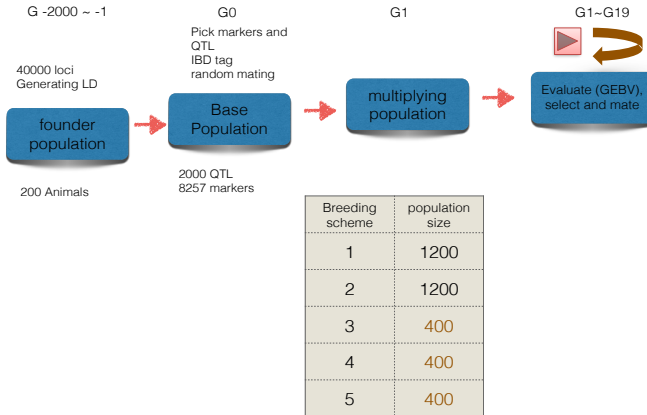 G -2000 ~ -1
G0
G1
G1~G19
Pick markers and
QTL
IBD tag
random mating
40000 loci
Generating LD
founder
population
Base
Population
multiplying
population
Evaluate (GEBV),
select and mate
200 Animals
2000 QTL
8257 markers
Breeding scheme population size
1 1200
2 1200
3 400
4 400
5 400